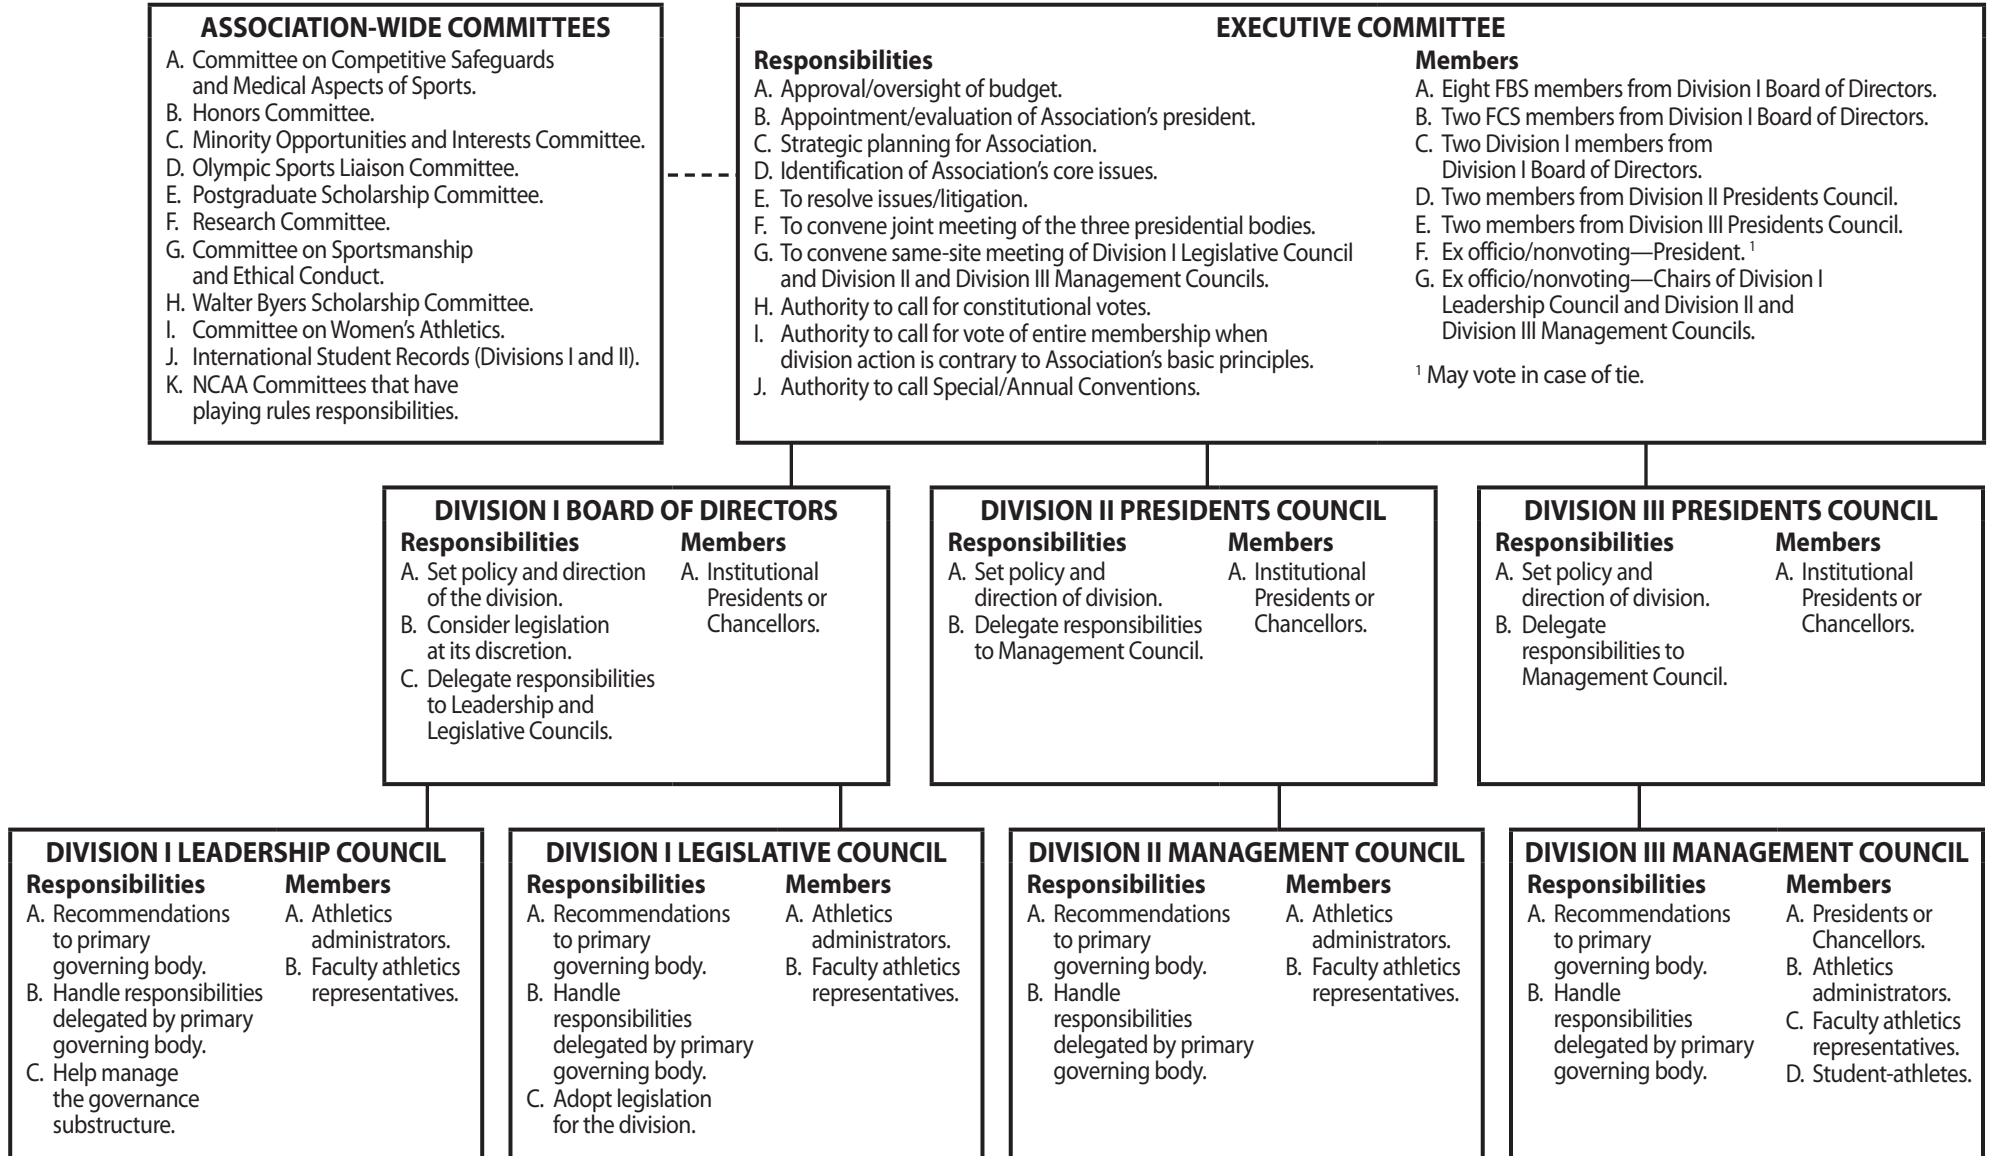 ASSOCIATION-WIDE COMMITTEES
A. Committee on Competitive Safeguards
and Medical Aspects of Sports.
B. Honors Committee.
C. Minority Opportunities and Interests Committee.
D. Olympic Sports Liaison Committee.
E. Postgraduate Scholarship Committee.
F. Research Committee.
G. Committee on Sportsmanship
and Ethical Conduct.
H. Walter Byers Scholarship Committee.
I. Committee on Women's Athletics.
J. International Student Records (Divisions I and II).
K. NCAA Committees that have
playing rules responsibilities.
EXECUTIVE COMMITTEE
Responsibilities
A. Approval/oversight of budget.
B. Appointment/evaluation of Association's president.
C. Strategic planning for Association.
D. Identification of Association's core issues.
E. To resolve issues/litigation.
F. To convene joint meeting of the three presidential bodies.
G. To convene same-site meeting of Division I Legislative Council
and Division II and Division III Management Councils.
H. Authority to call for constitutional votes.
I. Authority to call for vote of entire membership when
division action is contrary to Association's basic principles.
J. Authority to call Special/Annual Conventions.
Members
A. Eight FBS members from Division I Board of Directors.
B. Two FCS members from Division I Board of Directors.
C. Two Division I members from
Division I Board of Directors.
D. Two members from Division II Presidents Council.
E. Two members from Division III Presidents Council.
F. Ex officio/nonvoting—President. 1
G. Ex officio/nonvoting—Chairs of Division I
Leadership Council and Division II and
Division III Management Councils.
1 May vote in case of tie.
DIVISION I BOARD OF DIRECTORS
Responsibilities
A. Set policy and direction
of the division.
B. Consider legislation
at its discretion.
C. Delegate responsibilities
to Leadership and
Legislative Councils.
Members
A. Institutional
Presidents or
Chancellors.
DIVISION II PRESIDENTS COUNCIL
Responsibilities
A. Set policy and
direction of division.
B. Delegate responsibilities
to Management Council.
Members
A. Institutional
Presidents or
Chancellors.
DIVISION III PRESIDENTS COUNCIL
Responsibilities
A. Set policy and
direction of division.
B. Delegate
responsibilities to
Management Council.
Members
A. Institutional
Presidents or
Chancellors.
DIVISION I LEADERSHIP COUNCIL
Responsibilities
A. Recommendations
to primary
governing body.
B. Handle responsibilities
delegated by primary
governing body.
C. Help manage
the governance
substructure.
Members
A. Athletics
administrators.
B. Faculty athletics
representatives.
DIVISION I LEGISLATIVE COUNCIL
Responsibilities
A. Recommendations
to primary
governing body.
B. Handle
responsibilities
delegated by primary
governing body.
C. Adopt legislation
for the division.
Members
A. Athletics
administrators.
B. Faculty athletics
representatives.
DIVISION II MANAGEMENT COUNCIL
Responsibilities
A. Recommendations
to primary
governing body.
B. Handle
responsibilities
delegated by primary
governing body.
Members
A. Athletics
administrators.
B. Faculty athletics
representatives.
DIVISION III MANAGEMENT COUNCIL
Responsibilities
A. Recommendations
to primary
governing body.
B. Handle
responsibilities
delegated by primary
governing body.
Members
A. Presidents or
Chancellors.
B. Athletics
administrators.
C. Faculty athletics
representatives.
D. Student-athletes.